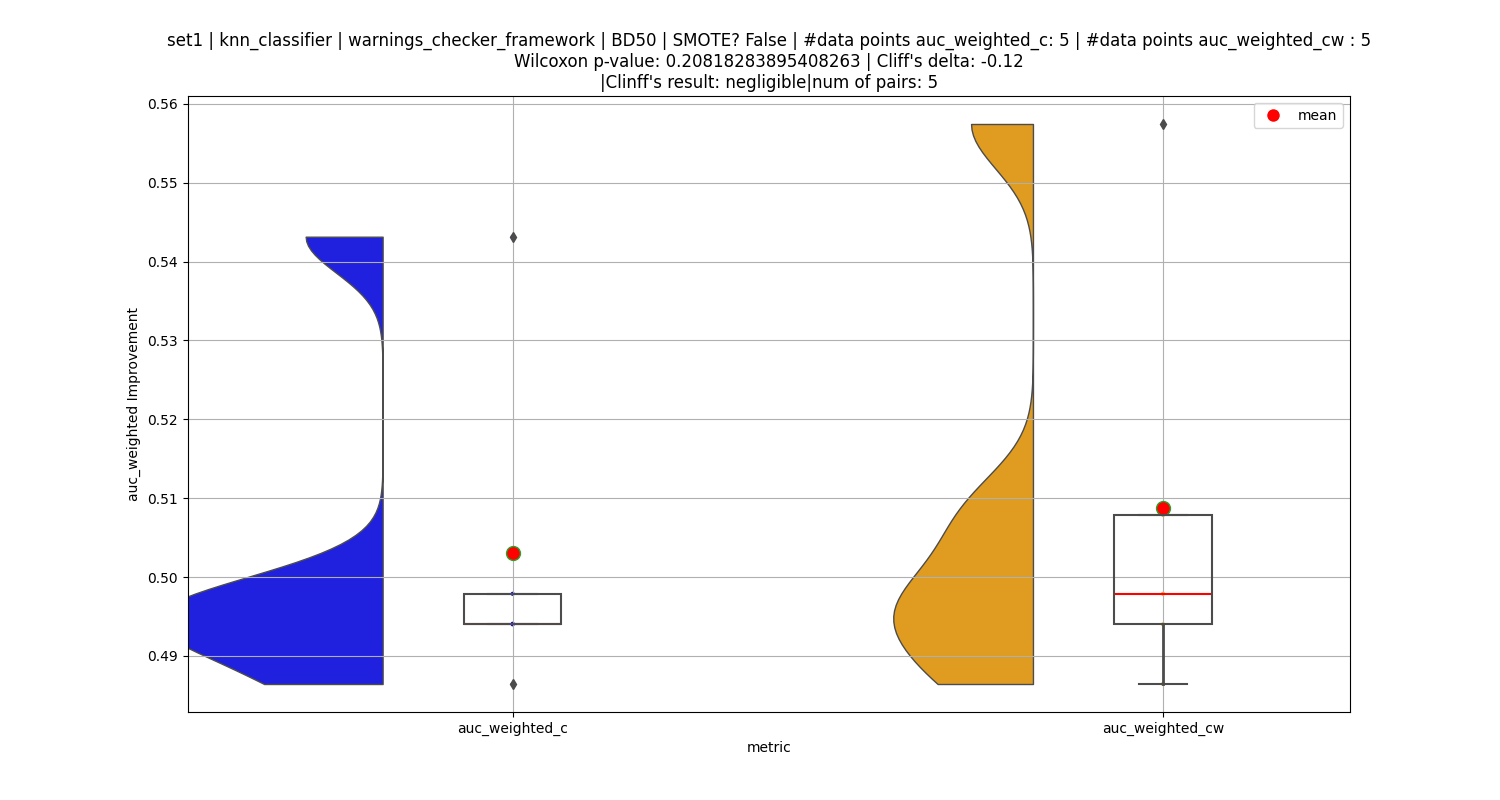 set1 | knn_classifier | warnings_checker_framework | BD50 | SMOTE? False | #data points auc_weighted_c: 5 | #data points auc_weighted_cw : 5
Wilcoxon p-value: 0.20818283895408263 | Cliff's delta: -0.12
|Clinff's result: negligible|num of pairs: 5
mean
0.56
0.55
0.54
0.53
0.52
0.51
0.50
0.49
auc_weighted Improvement
auc_weighted_c
auc_weighted_cw
metric